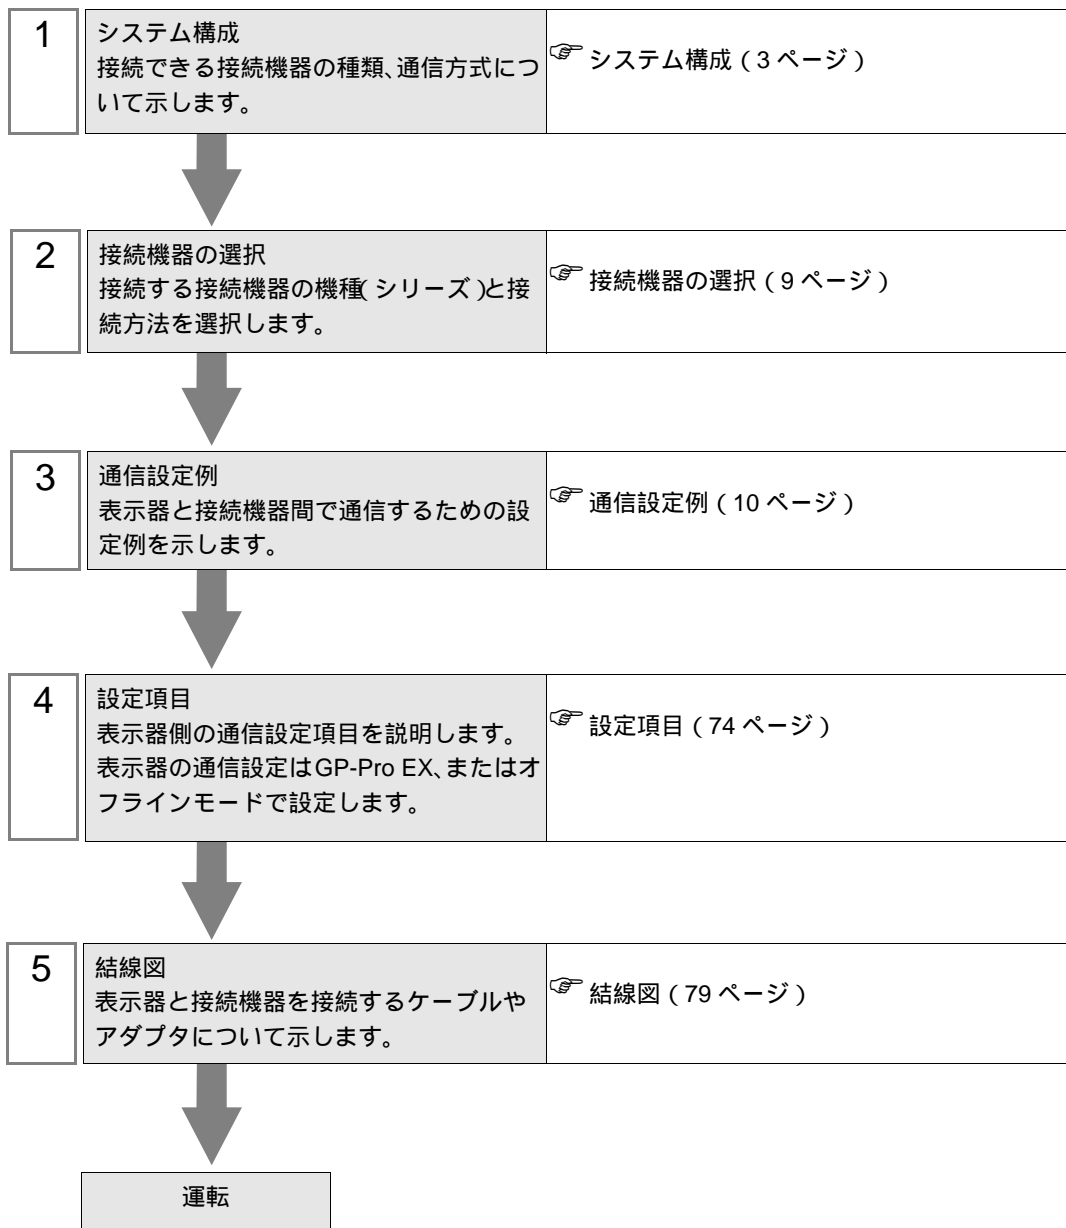 1
システム構成
接続できる接続機器の種類、通信方式につ
いて示します。
☞ システム構成 ( 3 ページ )
2
接続機器の選択
接続する接続機器の機種( シリーズ )と接
続方法を選択します。
☞ 接続機器の選択 ( 9 ページ )
3
通信設定例
表示器と接続機器間で通信するための設
定例を示します。
☞ 通信設定例 ( 10 ページ )
4
設定項目
表示器側の通信設定項目を説明します。
表示器の通信設定はGP-Pro EX、またはオ
フラインモードで設定します。
☞ 設定項目 ( 74 ページ )
5
結線図
表示器と接続機器を接続するケーブルや
アダプタについて示します。
☞ 結線図 ( 79 ページ )
運転